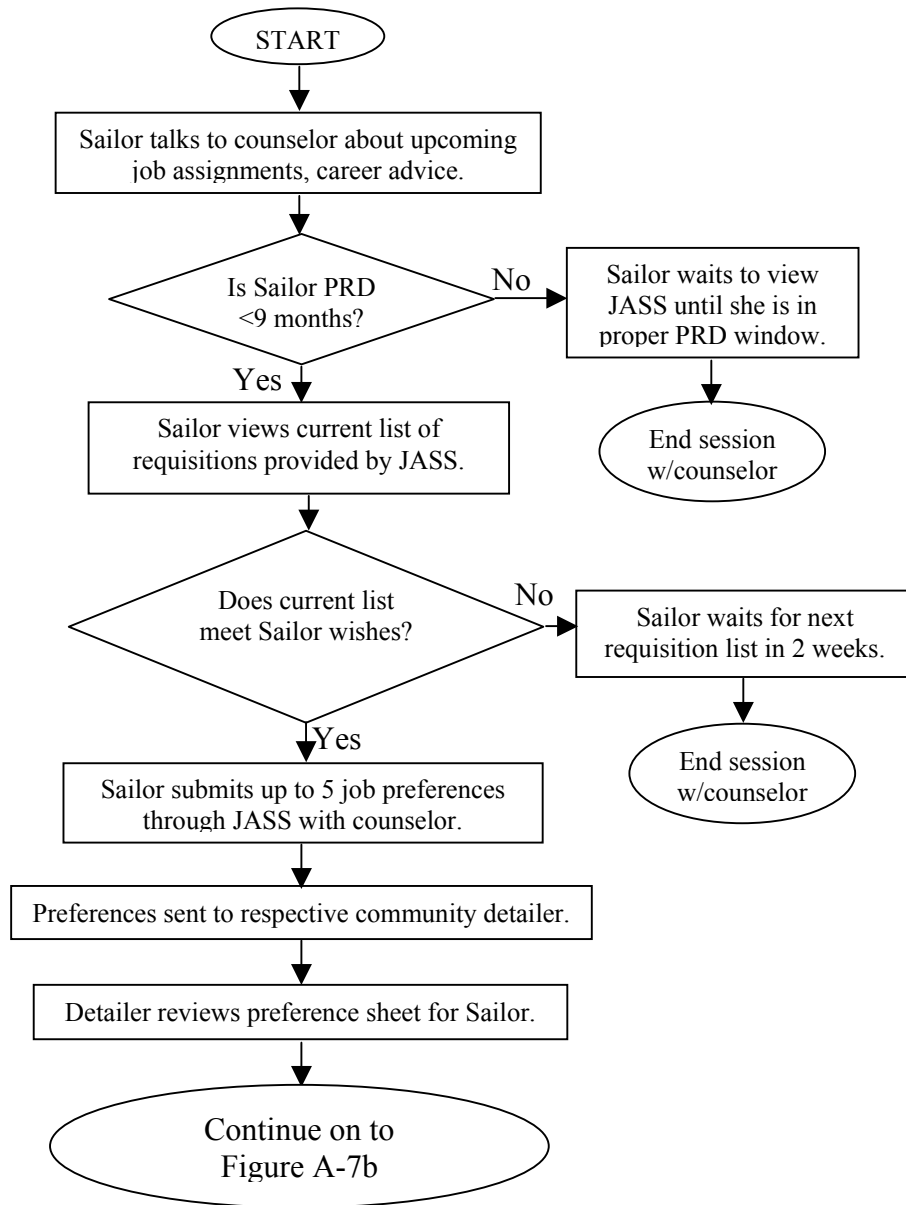 START
Sailor talks to counselor about upcoming
job assignments, career advice.
Is Sailor PRD
<9 months?
No
Sailor waits to view
JASS until she is in
proper PRD window.
End session
w/counselor
Yes
Sailor views current list of
requisitions provided by JASS.
Does current list
meet Sailor wishes?
No
Sailor waits for next
requisition list in 2 weeks.
End session
w/counselor
Yes
Sailor submits up to 5 job preferences
through JASS with counselor.
Preferences sent to respective community detailer.
Detailer reviews preference sheet for Sailor.
Continue on to
Figure A-7b